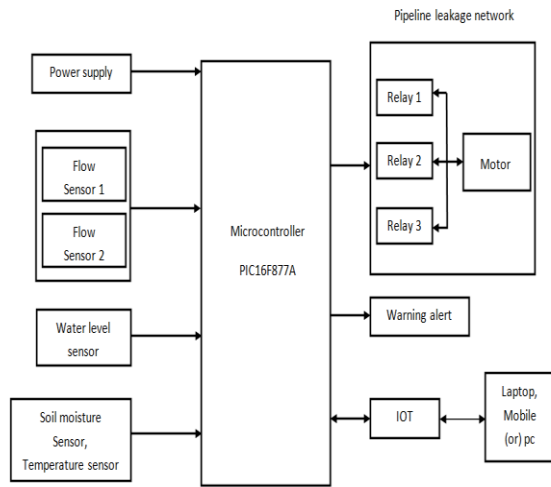 Pipeline leakage network
Power supply
Flow
Sensor 1
Flow
Sensor 2
Water level
sensor
Soil moisture
Sensor,
Temperature sensor
Microcontroller
PIC16F877A
Relay 1
Relay 2
Relay 3
Motor
Warning alert
IOT
Laptop,
Mobile
(or) pc